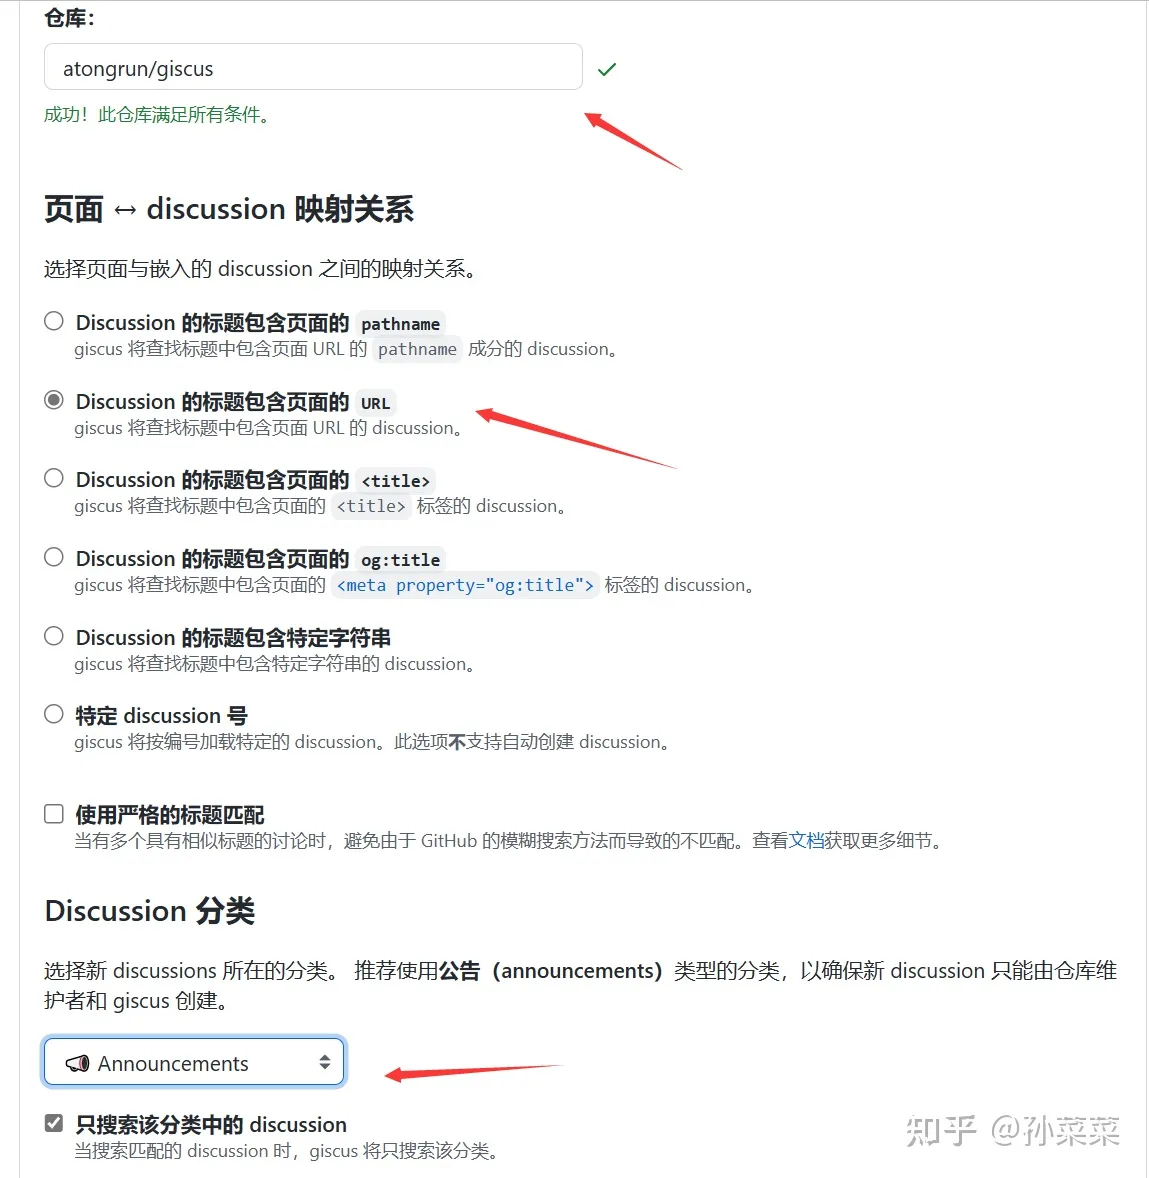 仓库：
atongrun/giscus
成功！此仓库满足所有条件。
页面 ↔ discussion 映射关系
选择页面与嵌入的 discussion 之间的映射关系。
Discussion 的标题包含页面的 pathname
giscus 将查找标题中包含页面 URL 的 pathname 成分的 discussion。
Discussion 的标题包含页面的 URL
giscus 将查找标题中包含页面 URL 的 discussion。
Discussion 的标题包含页面的 <title>
giscus 将查找标题中包含页面的 <title> 标签的 discussion。
Discussion 的标题包含页面的 og:title
giscus 将查找标题中包含页面的 <meta property="og:title"> 标签的 discussion。
Discussion 的标题包含特定字符串
giscus 将查找标题中包含特定字符串的 discussion。
特定 discussion 号
giscus 将按编号加载特定的 discussion。此选项不支持自动创建 discussion。
使用严格的标题匹配
当有多个具有相似标题的讨论时，避免由于 GitHub 的模糊搜索方法而导致的不匹配。查看文档获取更多细节。
Discussion 分类
选择新 discussions 所在的分类。 推荐使用公告（announcements）类型的分类，以确保新 discussion 只能由仓库维
护者和 giscus 创建。
Announcements
只搜索该分类中的 discussion
当搜索匹配的 discussion 时，giscus 将只搜索该分类。
知乎 @孙菜菜